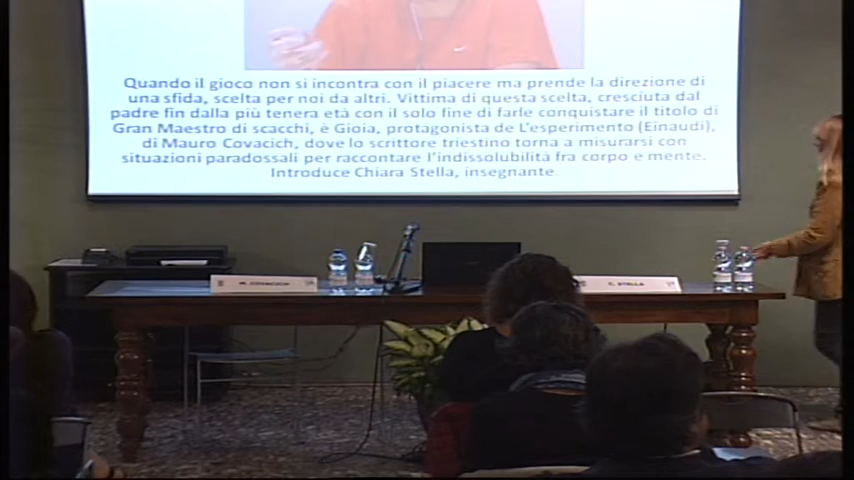 Quando il gioco non si incontra con il piacere ma prende la direzione di
una sfida, scelta per noi da altri. Vittima di questa scelta, cresciuta dal
padre fin dalla più tenera età con il solo fine di farle conquistare il titolo di
Gran Maestro di scacchi, è Gioia, protagonista de L'esperimento (Einaudi),
di Mauro Covacich, dove lo scrittore triestino torna a misurarsi con
situazioni paradossali per raccontare l'indissolubilità fra corpo e mente.
Introduce Chiara Stella, insegnante.
M. COVACICH
C. STELLA